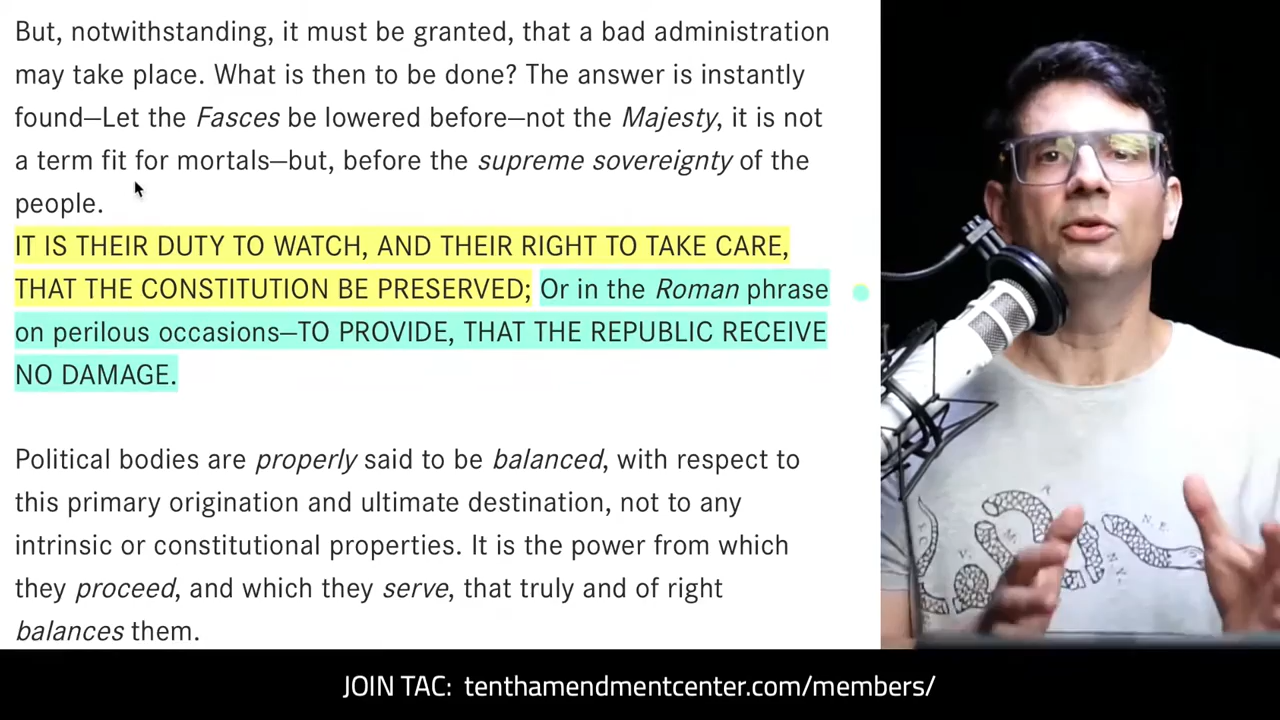 But, notwithstanding, it must be granted, that a bad administration
may take place. What is then to be done? The answer is instantly
found—Let the Fasces be lowered before—not the Majesty, it is not
a term fit for mortals—but, before the supreme sovereignty of the
people.
IT IS THEIR DUTY TO WATCH, AND THEIR RIGHT TO TAKE CARE,
THAT THE CONSTITUTION BE PRESERVED; Or in the Roman phrase
on perilous occasions—TO PROVIDE, THAT THE REPUBLIC RECEIVE
NO DAMAGE.
Political bodies are properly said to be balanced, with respect to
this primary origination and ultimate destination, not to any
intrinsic or constitutional properties. It is the power from which
they proceed, and which they serve, that truly and of right
balances them.
N.E.
V.
M.
JOIN TAC: tenthamendmentcenter.com/members/